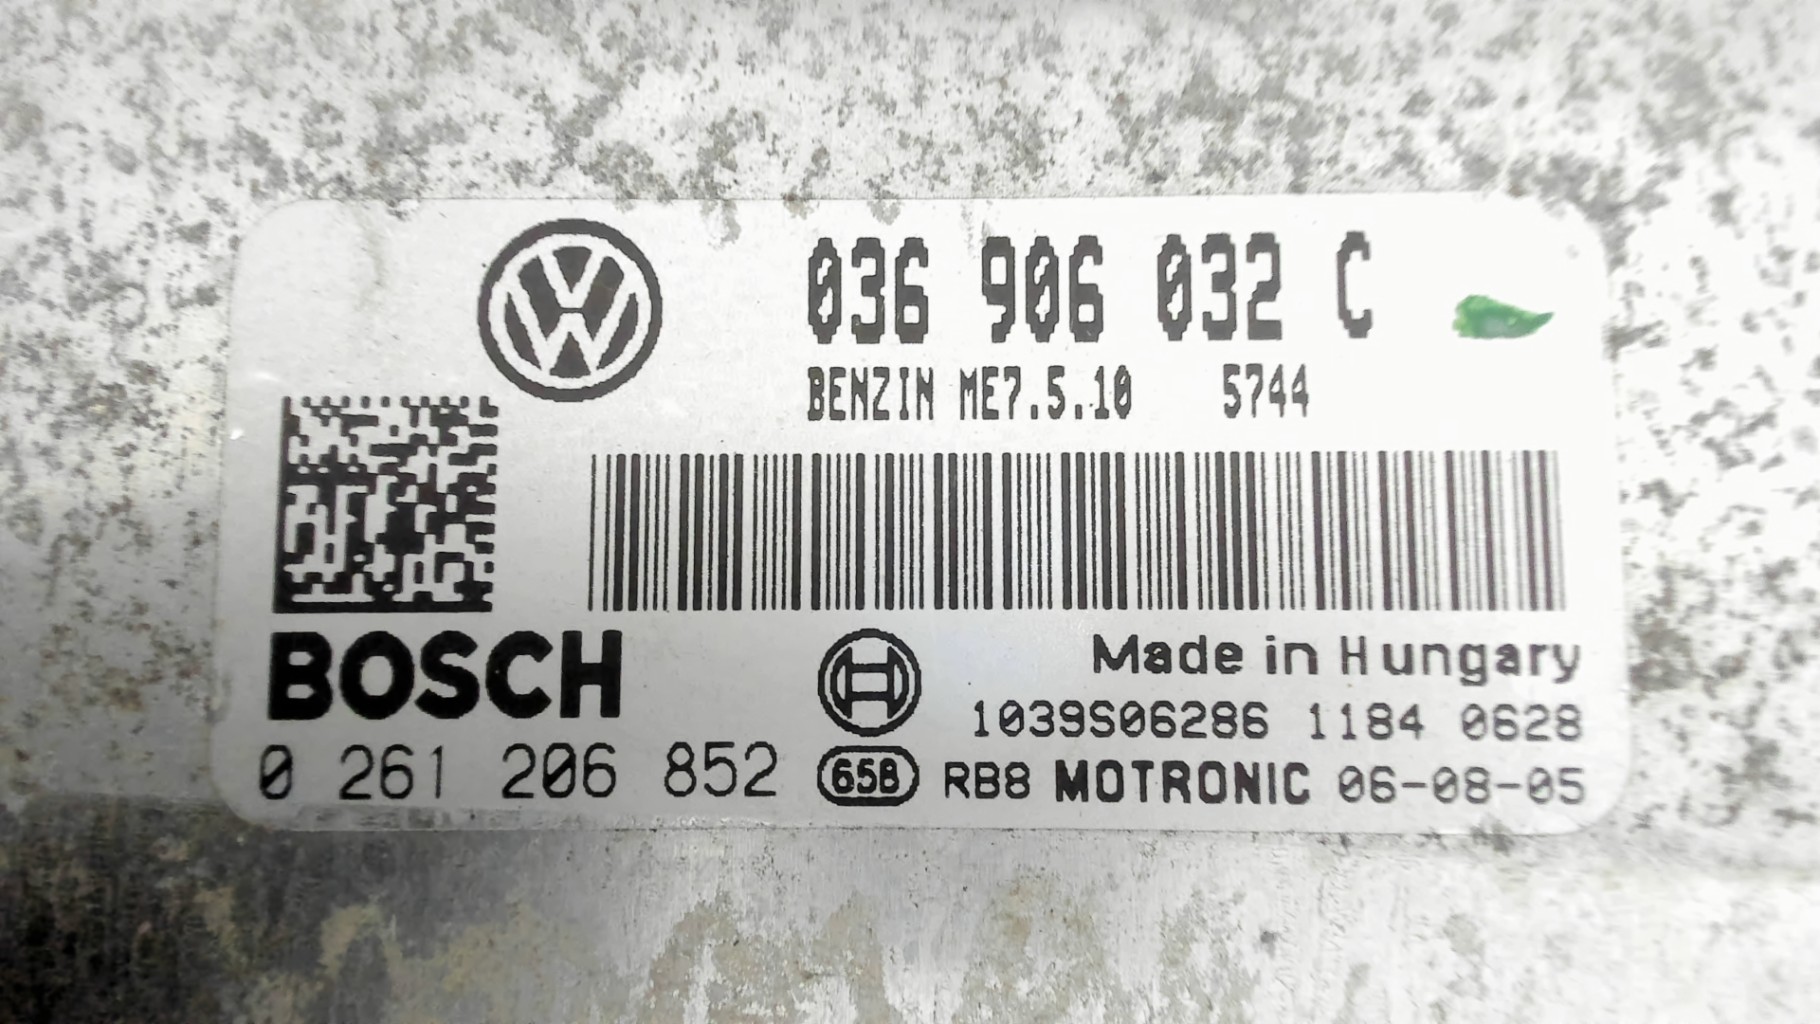 036 906 032 C
BENZIN ME7.5.10 5744
BOSCH
Made in Hungary
1039S06286 1184 0628
0 261 206 852 65B RB8 MOTRONIC 06-08-05